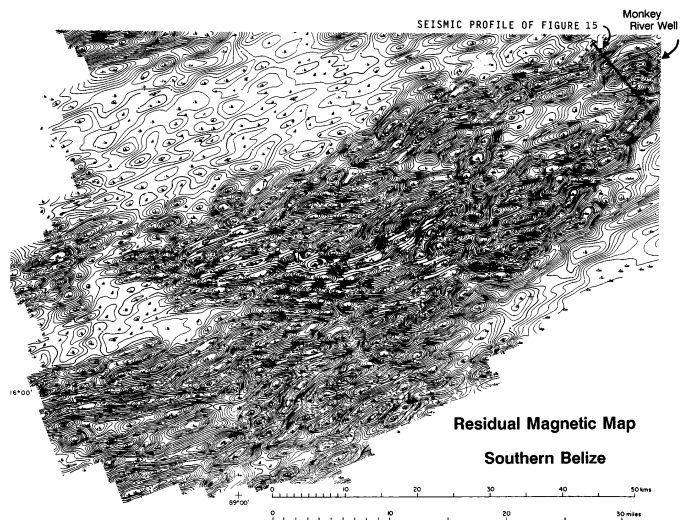 SEISMIC PROFILE OF FIGURE 15
Monkey
River Well
16°00'
Residual Magnetic Map
Southern Belize
0 10 20 30 40 50 kms
89°00'
0 10 20 30 miles